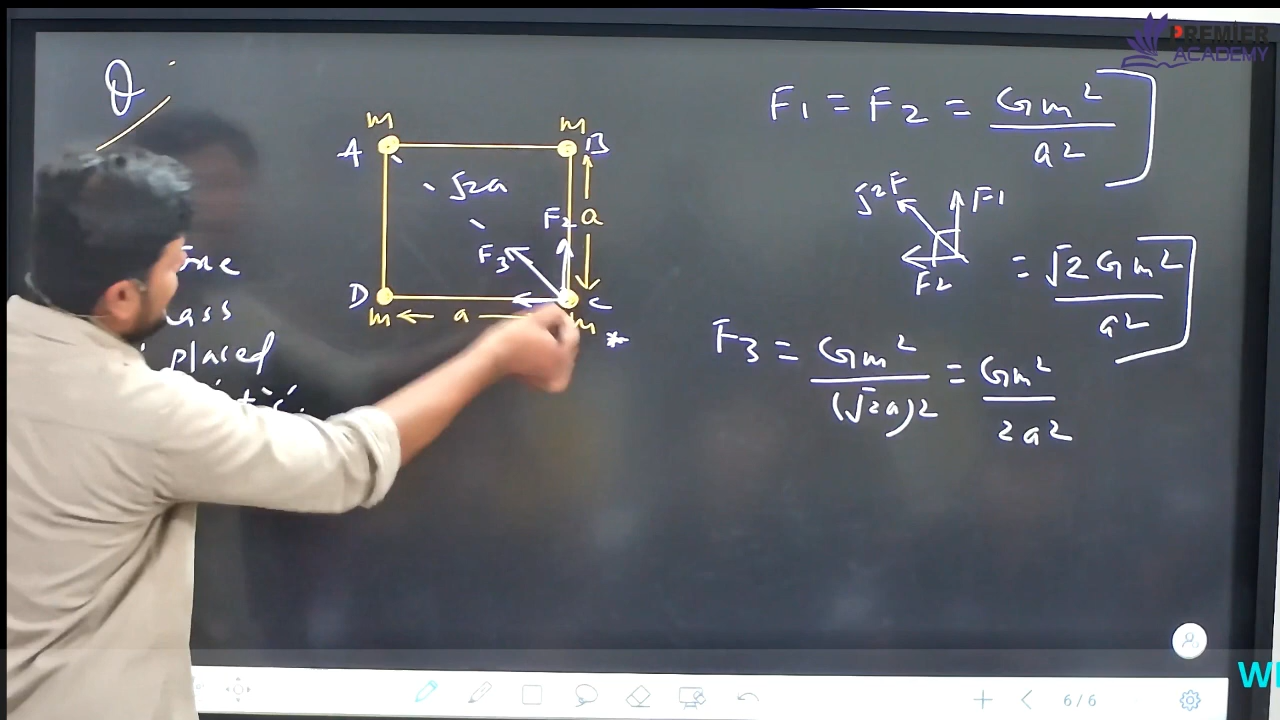 PREMIER
ACADEMY
Q
m
m
A
B
√2a
F2
a
F3
D
C
m
a
m
*
placed
F1 = F2 = Gm²/a²
√2F
F1
F2
= √2Gm²/a²
F3 = Gm²/(√2a)² = Gm²/2a²
6/6